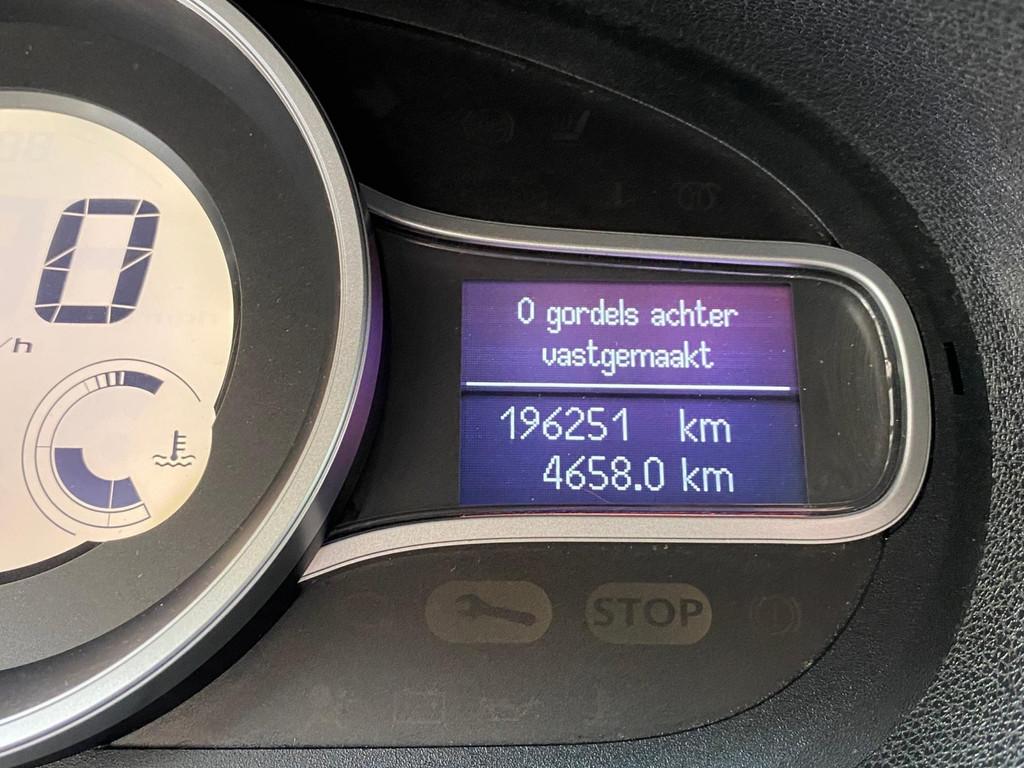 0
/h
0 gordels achter
vastgemaakt
196251 km
4658.0 km
STOP